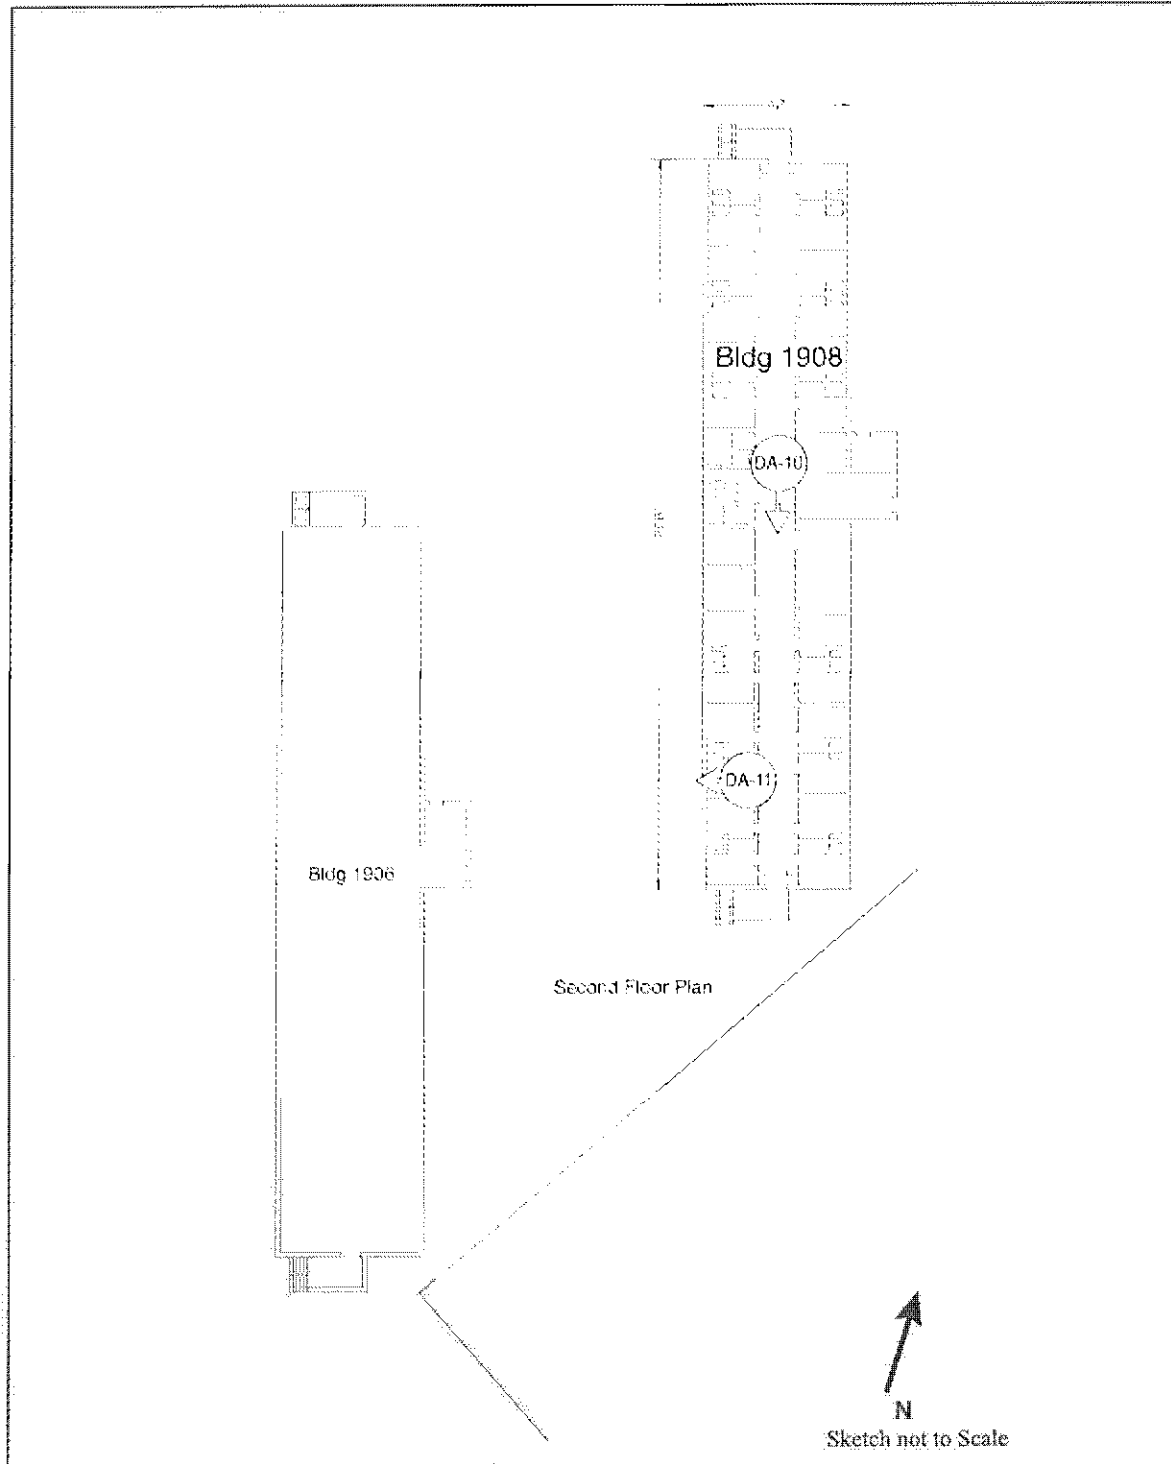 Bldg 1908
DA-10
DA-11
Bldg 1906
Second Floor Plan
N
Sketch not to Scale